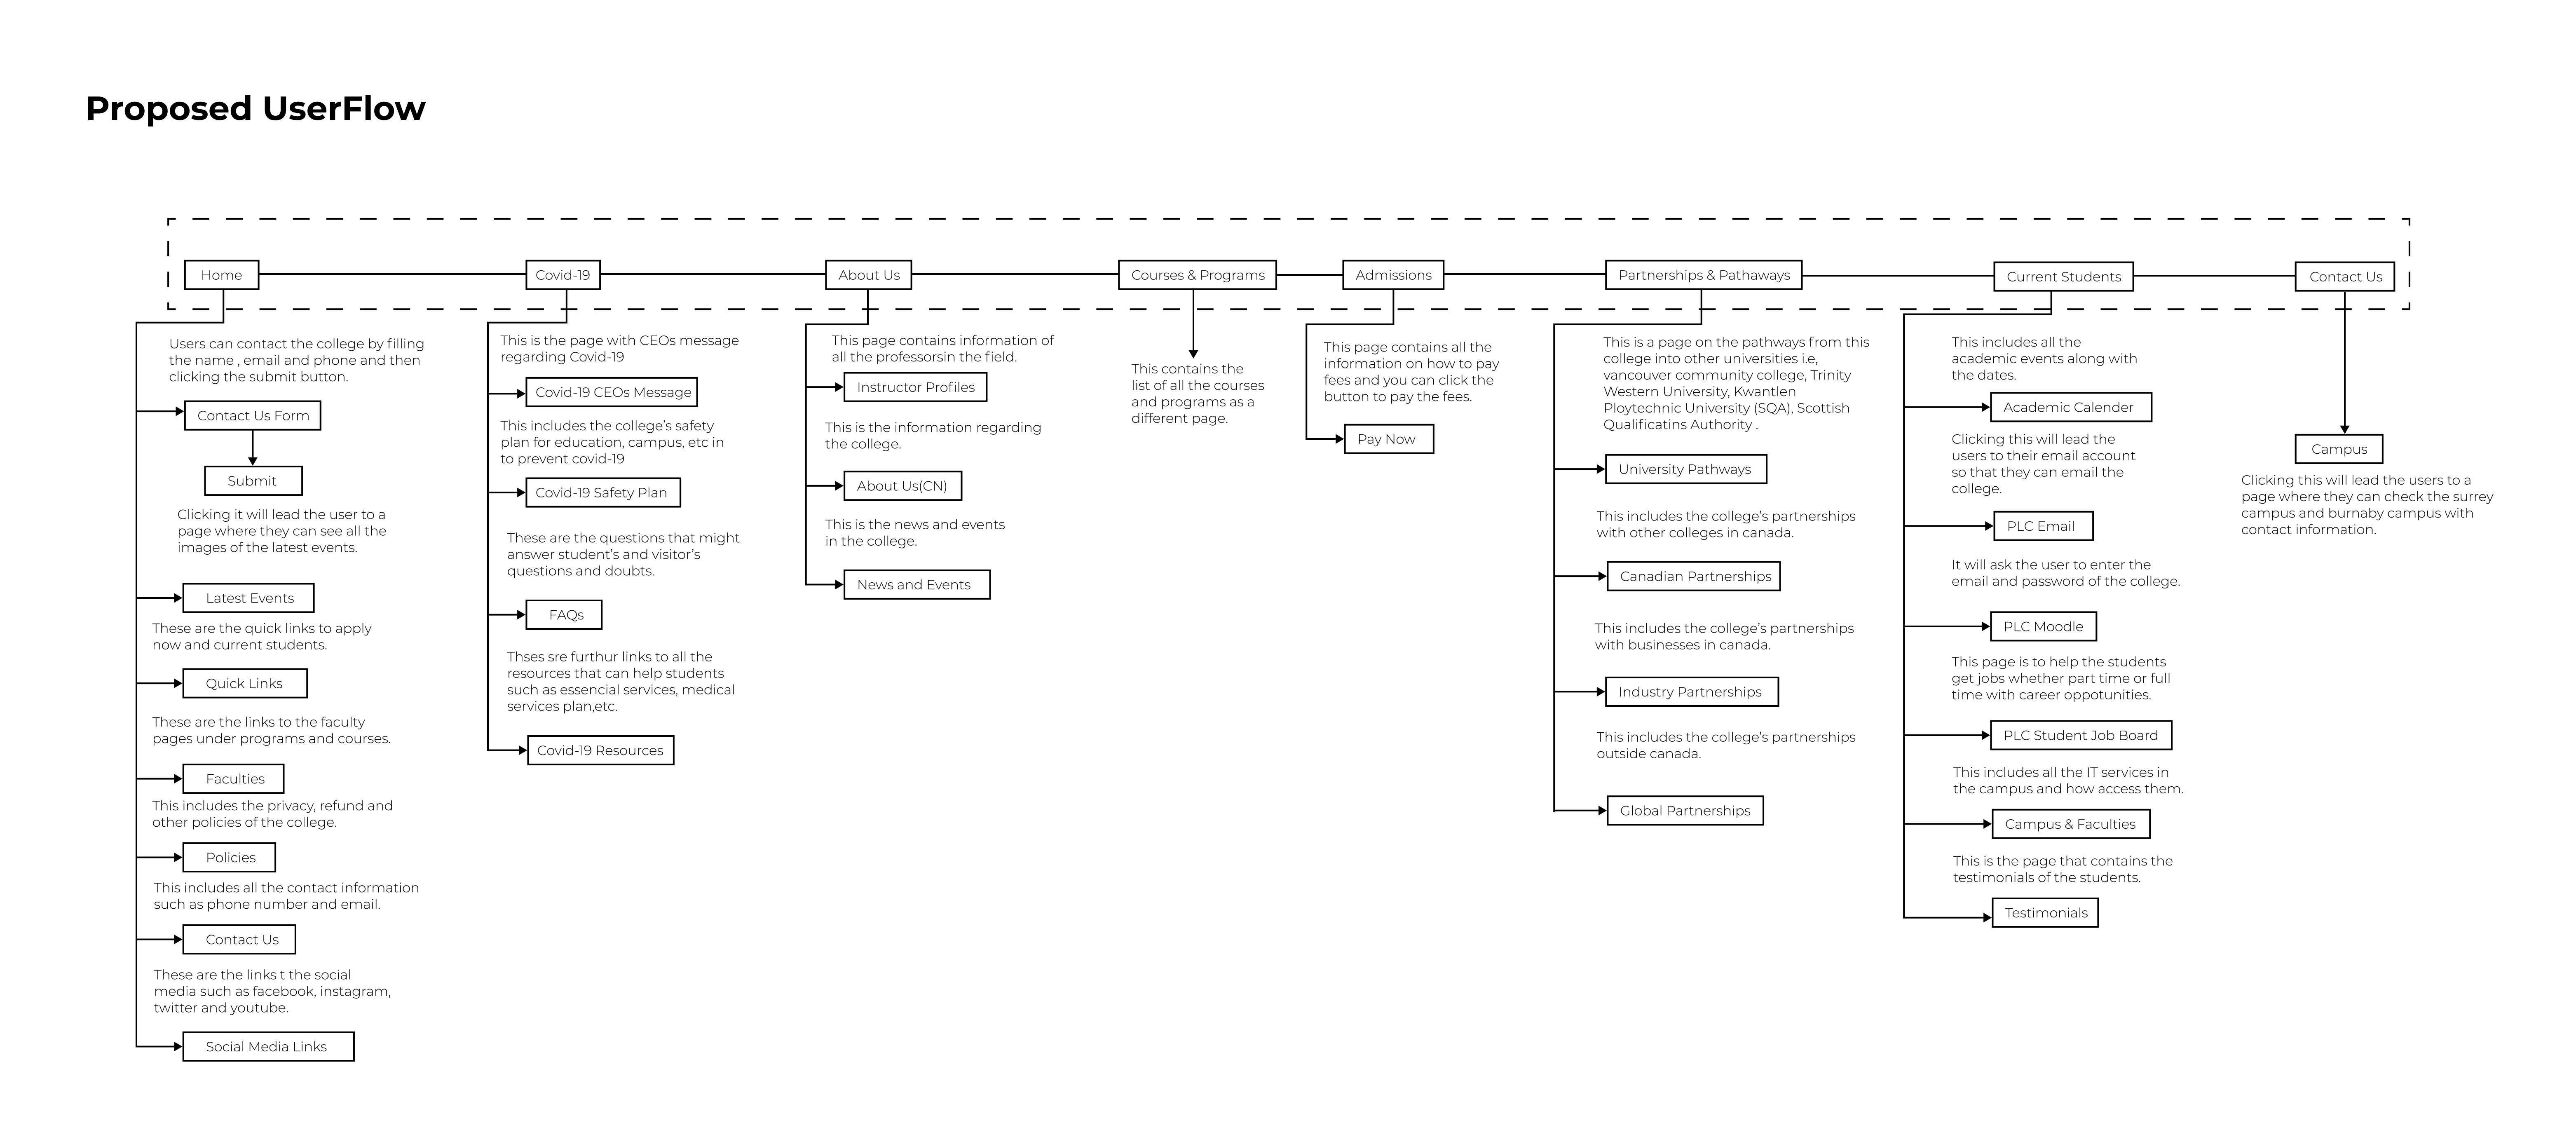 Proposed UserFlow
Home
Covid-19
About Us
Courses & Programs
Admissions
Partnerships & Pathaways
Current Students
Contact Us
Users can contact the college by filling
the name , email and phone and then
clicking the submit button.
Contact Us Form
Submit
Clicking it will lead the user to a
page where they can see all the
images of the latest events.
Latest Events
These are the quick links to apply
now and current students.
Quick Links
These are the links to the faculty
pages under programs and courses.
Faculties
This includes the privacy, refund and
other policies of the college.
Policies
This includes all the contact information
such as phone number and email.
Contact Us
These are the links t the social
media such as facebook, instagram,
twitter and youtube.
Social Media Links
This is the page with CEOs message
regarding Covid-19
Covid-19 CEOs Message
This includes the college's safety
plan for education, campus, etc in
to prevent covid-19
Covid-19 Safety Plan
These are the questions that might
answer student's and visitor's
questions and doubts.
FAQs
Thses sre furthur links to all the
resources that can help students
such as essencial services, medical
services plan,etc.
Covid-19 Resources
This page contains information of
all the professorsin the field.
Instructor Profiles
This is the information regarding
the college.
About Us(CN)
This is the news and events
in the college.
News and Events
This contains the
list of all the courses
and programs as a
different page.
This page contains all the
information on how to pay
fees and you can click the
button to pay the fees.
Pay Now
This is a page on the pathways from this
college into other universities i.e,
vancouver community college, Trinity
Western University, Kwantlen
Ploytechnic University (SQA), Scottish
Qualificatins Authority .
University Pathways
This includes the college's partnerships
with other colleges in canada.
Canadian Partnerships
This includes the college's partnerships
with businesses in canada.
Industry Partnerships
This includes the college's partnerships
outside canada.
Global Partnerships
This includes all the
academic events along with
the dates.
Academic Calender
Clicking this will lead the
users to their email account
so that they can email the
college.
PLC Email
It will ask the user to enter the
email and password of the college.
PLC Moodle
This page is to help the students
get jobs whether part time or full
time with career oppotunities.
PLC Student Job Board
This includes all the IT services in
the campus and how access them.
Campus & Faculties
This is the page that contains the
testimonials of the students.
Testimonials
Campus
Clicking this will lead the users to a
page where they can check the surrey
campus and burnaby campus with
contact information.